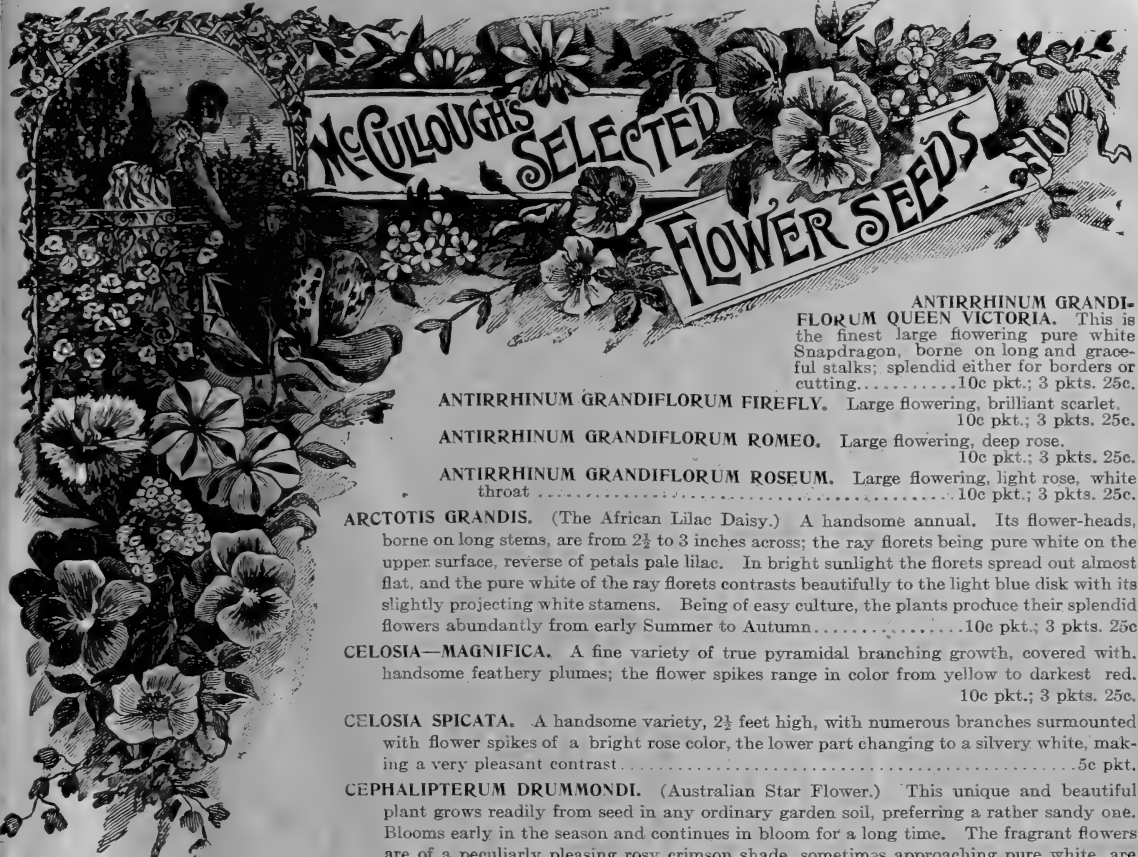 McCULLOUGH'S SELECTED
FLOWER SEEDS
ANTIRRHINUM GRANDI-
FLORUM QUEEN VICTORIA. This is
the finest large flowering pure white
Snapdragon, borne on long and grace-
ful stalks; splendid either for borders or
cutting..........10c pkt.; 3 pkts. 25c.
ANTIRRHINUM GRANDIFLORUM FIREFLY. Large flowering, brilliant scarlet.
10c pkt.; 3 pkts. 25c.
ANTIRRHINUM GRANDIFLORUM ROMEO. Large flowering, deep rose.
10c pkt.; 3 pkts. 25c.
ANTIRRHINUM GRANDIFLORUM ROSEUM. Large flowering, light rose, white
throat ..................................................10c pkt.; 3 pkts. 25c.
ARCTOTIS GRANDIS. (The African Lilac Daisy.) A handsome annual. Its flower-heads,
borne on long stems, are from 2½ to 3 inches across; the ray florets being pure white on the
upper surface, reverse of petals pale lilac. In bright sunlight the florets spread out almost
flat, and the pure white of the ray florets contrasts beautifully to the light blue disk with its
slightly projecting white stamens. Being of easy culture, the plants produce their splendid
flowers abundantly from early Summer to Autumn................10c pkt.; 3 pkts. 25c
CELOSIA—MAGNIFICA. A fine variety of true pyramidal branching growth, covered with.
handsome feathery plumes; the flower spikes range in color from yellow to darkest red.
10c pkt.; 3 pkts. 25c.
CELOSIA SPICATA. A handsome variety, 2½ feet high, with numerous branches surmounted
with flower spikes of a bright rose color, the lower part changing to a silvery white, mak-
ing a very pleasant contrast..................................................5c pkt.
CEPHALIPTERUM DRUMMONDI. (Australian Star Flower.) This unique and beautiful
plant grows readily from seed in any ordinary garden soil, preferring a rather sandy one.
Blooms early in the season and continues in bloom for a long time. The fragrant flowers
are of a peculiarly pleasing rosy crimson shade, sometimes approaching pure white, are